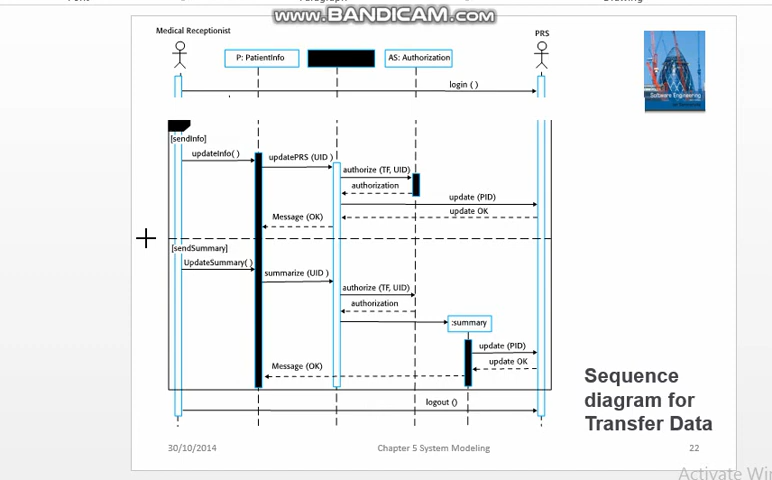 www.BANDICAM.com
Medical Receptionist
PRS
P: PatientInfo
AS: Authorization
login ( )
Software Engineering
[sendInfo]
updateInfo( )
updatePRS (UID )
authorize (TF, UID)
authorization
update (PID)
update OK
Message (OK)
[sendSummary]
UpdateSummary( )
summarize (UID )
authorize (TF, UID)
authorization
:summary
update (PID)
update OK
Message (OK)
logout ()
Sequence
diagram for
Transfer Data
30/10/2014
Chapter 5 System Modeling
22